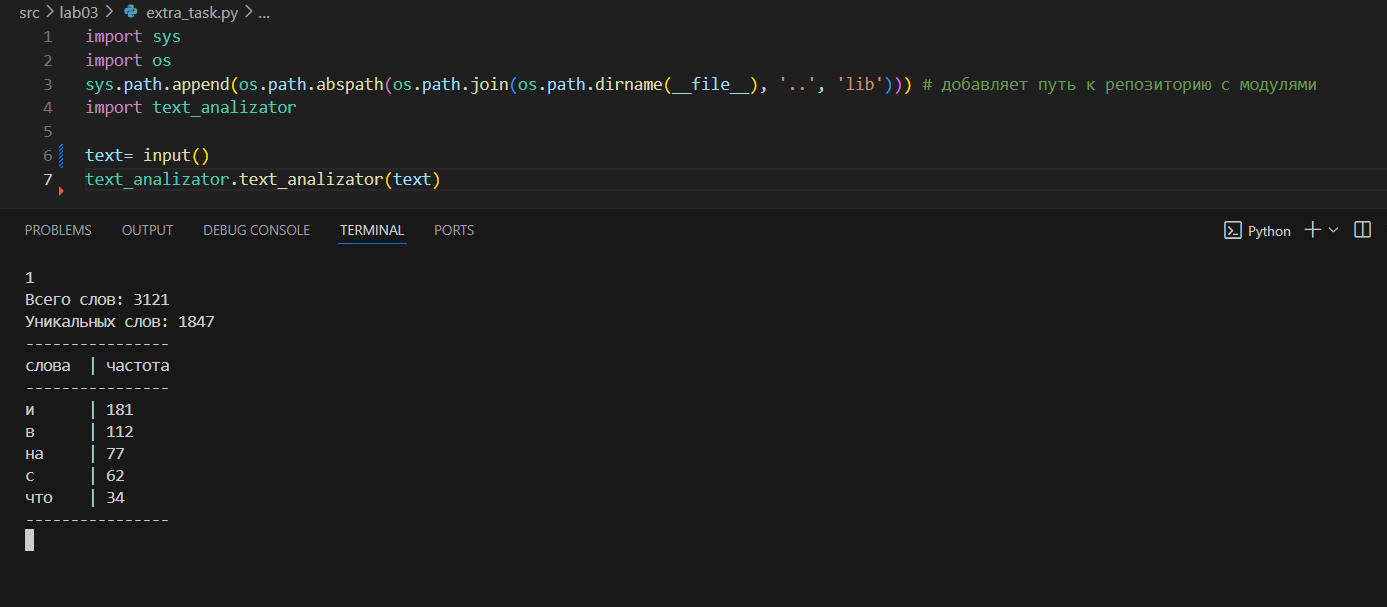 src > lab03 > extra_task.py > ...
1 import sys
2 import os
3 sys.path.append(os.path.abspath(os.path.join(os.path.dirname(__file__), '..', 'lib'))) # добавляет путь к репозиторию с модулями
4 import text_analizator
5
6 text= input()
7 text_analizator.text_analizator(text)
PROBLEMS OUTPUT DEBUG CONSOLE TERMINAL PORTS Python
1
Всего слов: 3121
Уникальных слов: 1847
----------------
слова | частота
----------------
и | 181
в | 112
на | 77
с | 62
что | 34
----------------